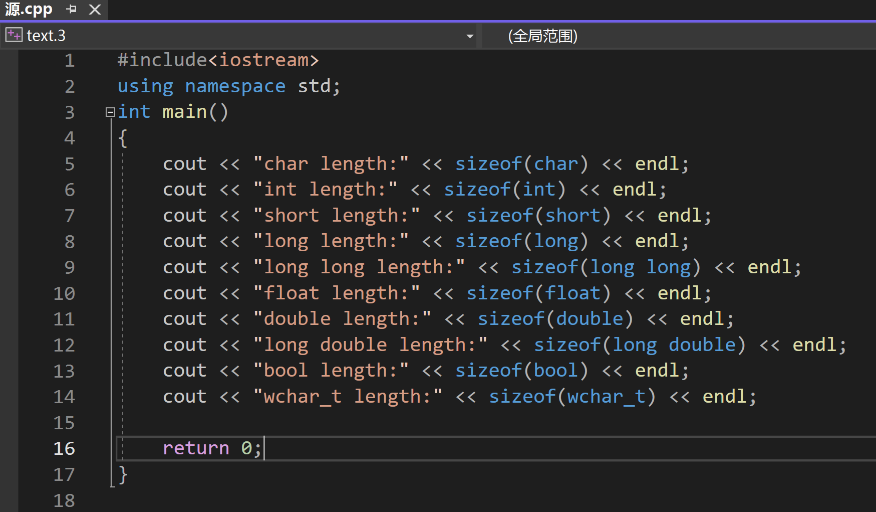 源.cpp
text.3 (全局范围)
1 #include<iostream>
2 using namespace std;
3 int main()
4 {
5 cout << "char length:" << sizeof(char) << endl;
6 cout << "int length:" << sizeof(int) << endl;
7 cout << "short length:" << sizeof(short) << endl;
8 cout << "long length:" << sizeof(long) << endl;
9 cout << "long long length:" << sizeof(long long) << endl;
10 cout << "float length:" << sizeof(float) << endl;
11 cout << "double length:" << sizeof(double) << endl;
12 cout << "long double length:" << sizeof(long double) << endl;
13 cout << "bool length:" << sizeof(bool) << endl;
14 cout << "wchar_t length:" << sizeof(wchar_t) << endl;
15
16 return 0;
17 }
18